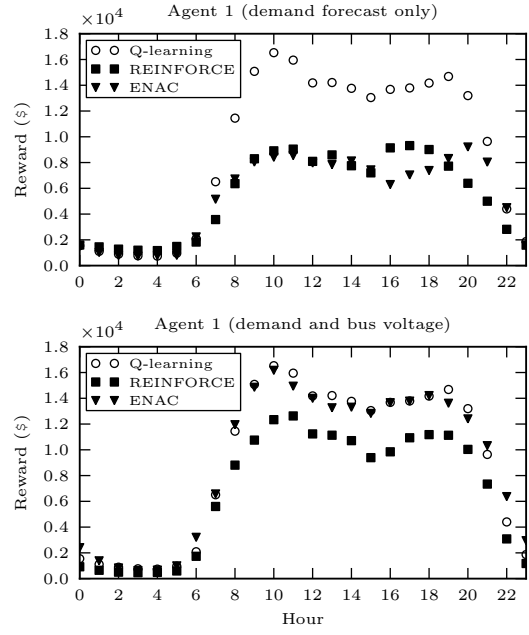 Agent 1 (demand forecast only)
×10⁴
1.8
1.6
1.4
1.2
1.0
0.8
0.6
0.4
0.2
0.0
Reward ($)
Q-learning
REINFORCE
ENAC
0 2 4 6 8 10 12 14 16 18 20 22
Agent 1 (demand and bus voltage)
×10⁴
1.8
1.6
1.4
1.2
1.0
0.8
0.6
0.4
0.2
0.0
Reward ($)
Q-learning
REINFORCE
ENAC
0 2 4 6 8 10 12 14 16 18 20 22
Hour